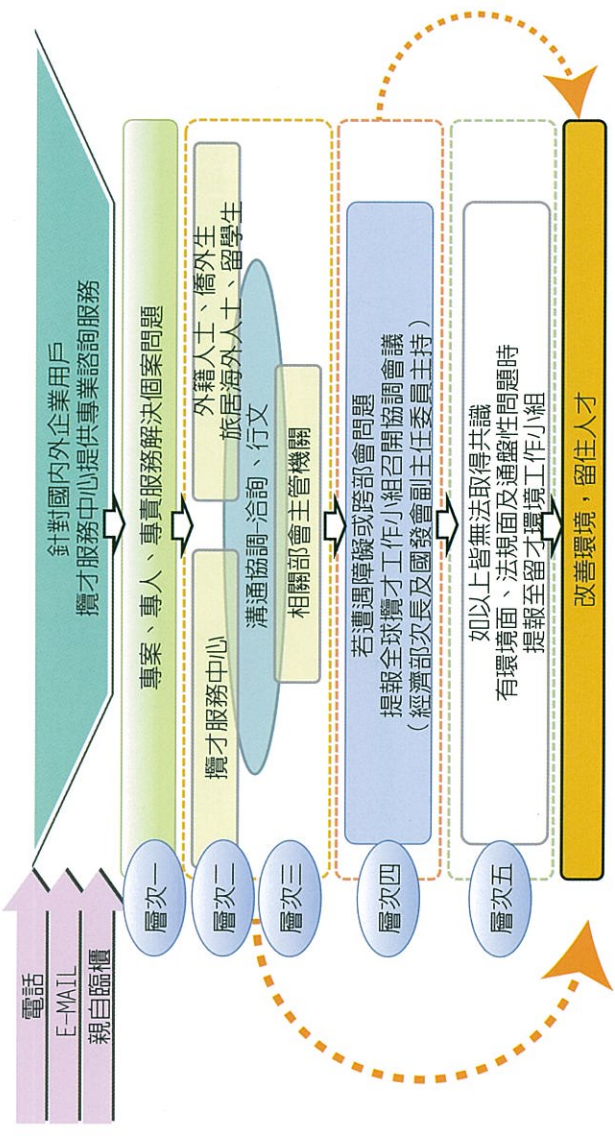 電話
E-MAIL
親自臨櫃
針對國內外企業用戶
攬才服務中心提供專業諮詢服務
層次一
專案、專人、專責服務解決個案問題
層次二
攬才服務中心
外籍人士、僑外生
旅居海外人士、留學生
溝通協調-洽詢、行文
層次三
相關部會主管機關
層次四
若遭遇障礙或跨部會問題
提報全球攬才工作小組召開協調會議
(經濟部次長及國發會副主任委員主持)
層次五
如以上皆無法取得共識
有環境面、法規面及通盤性問題時
提報至留才環境工作小組
改善環境,留住人才